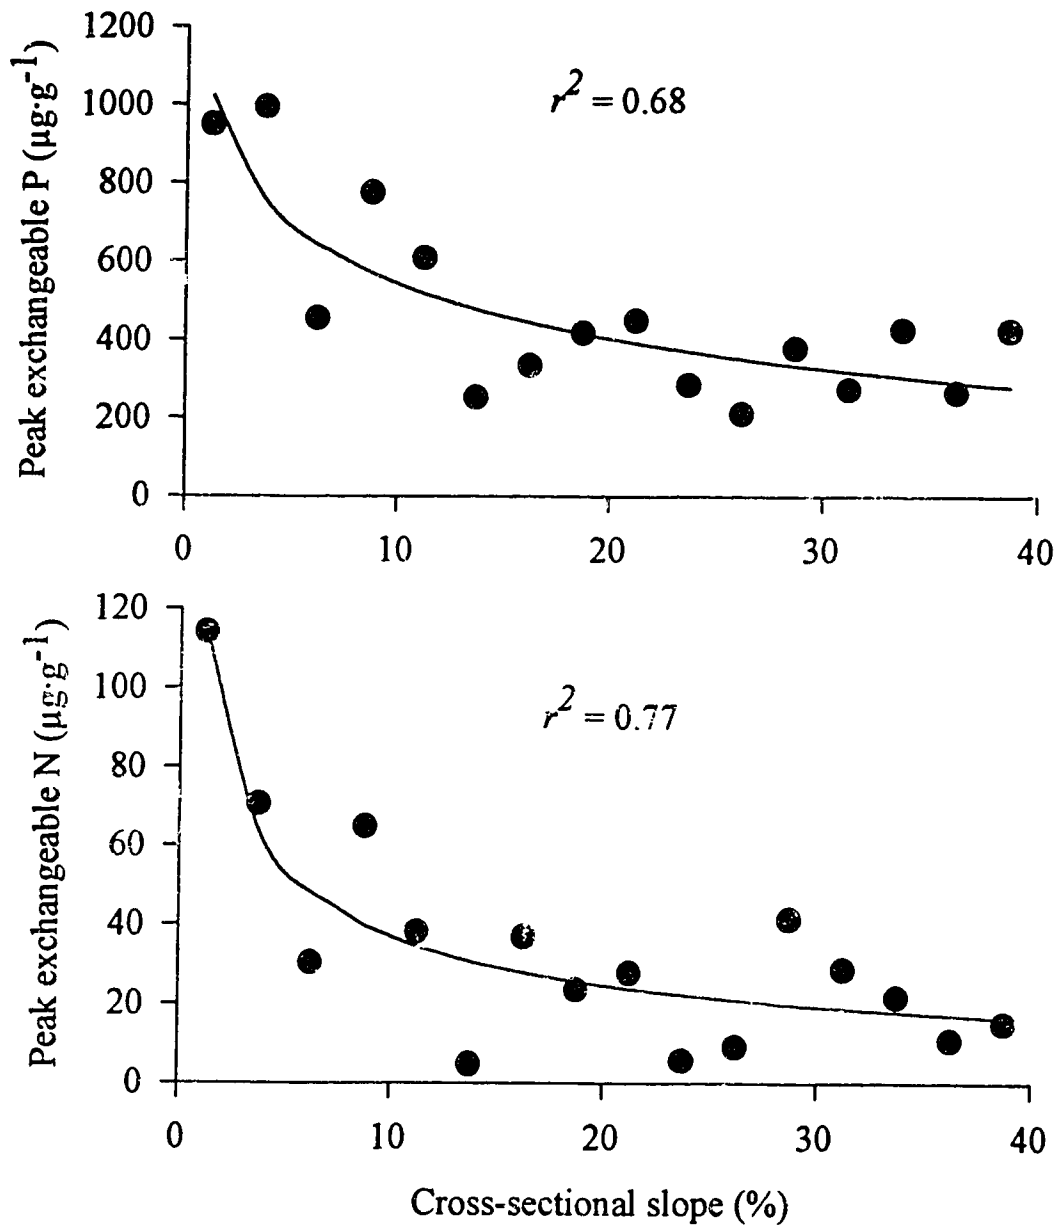 Peak exchangeable P (µg·g-1)
1200
1000
800
600
400
200
0
r2 = 0.68
0 10 20 30 40
Peak exchangeable N (µg·g-1)
120
100
80
60
40
20
0
r2 = 0.77
0 10 20 30 40
Cross-sectional slope (%)